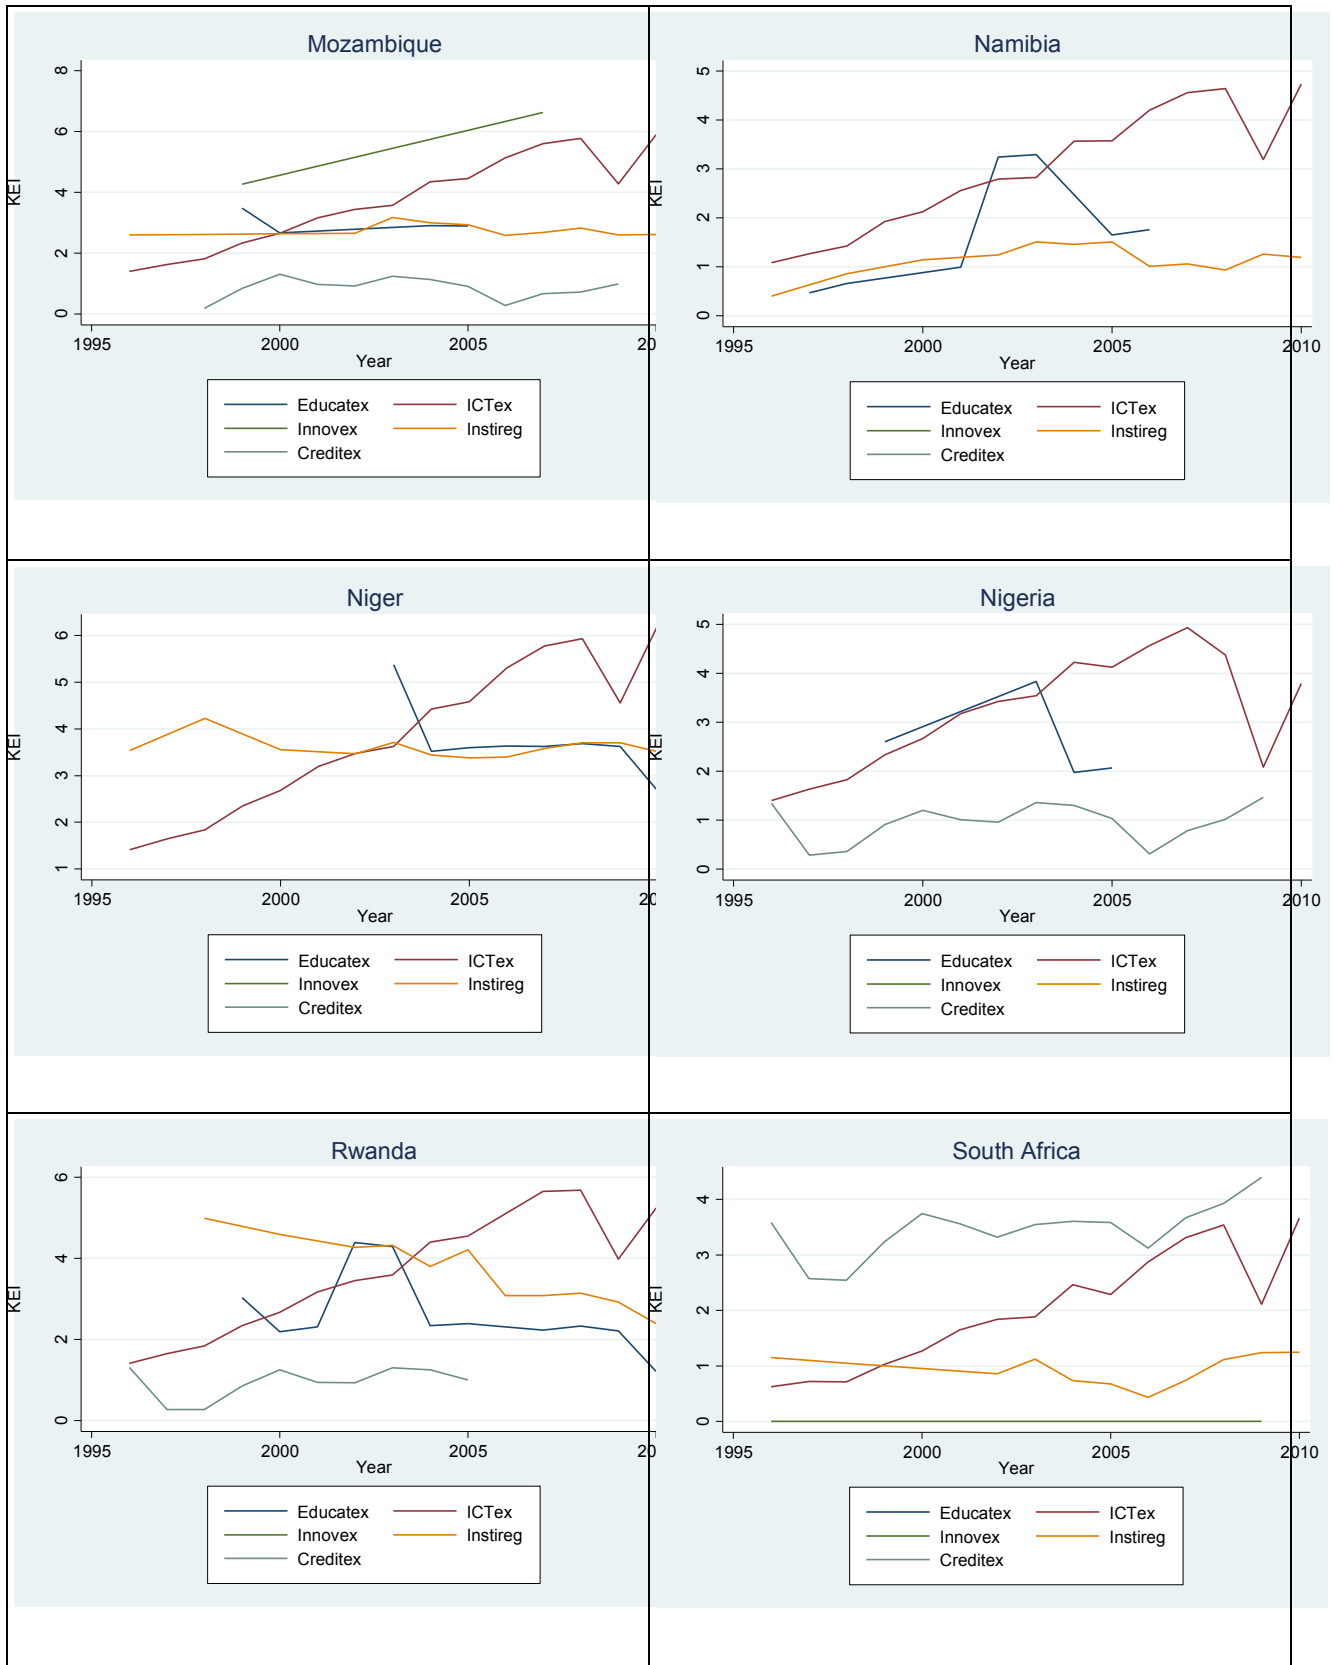 Mozambique
8
6
4
2
0
KEI
1995
2000
2005
20
Year
Educatex
ICTex
Innovex
Instireg
Creditex
Namibia
5
4
3
2
1
0
KEI
1995
2000
2005
2010
Year
Educatex
ICTex
Innovex
Instireg
Creditex
Niger
6
5
4
3
2
1
KEI
1995
2000
2005
20
Year
Educatex
ICTex
Innovex
Instireg
Creditex
Nigeria
5
4
3
2
1
0
KEI
1995
2000
2005
2010
Year
Educatex
ICTex
Innovex
Instireg
Creditex
Rwanda
6
4
2
0
KEI
1995
2000
2005
20
Year
Educatex
ICTex
Innovex
Instireg
Creditex
South Africa
4
3
2
1
0
KEI
1995
2000
2005
2010
Year
Educatex
ICTex
Innovex
Instireg
Creditex